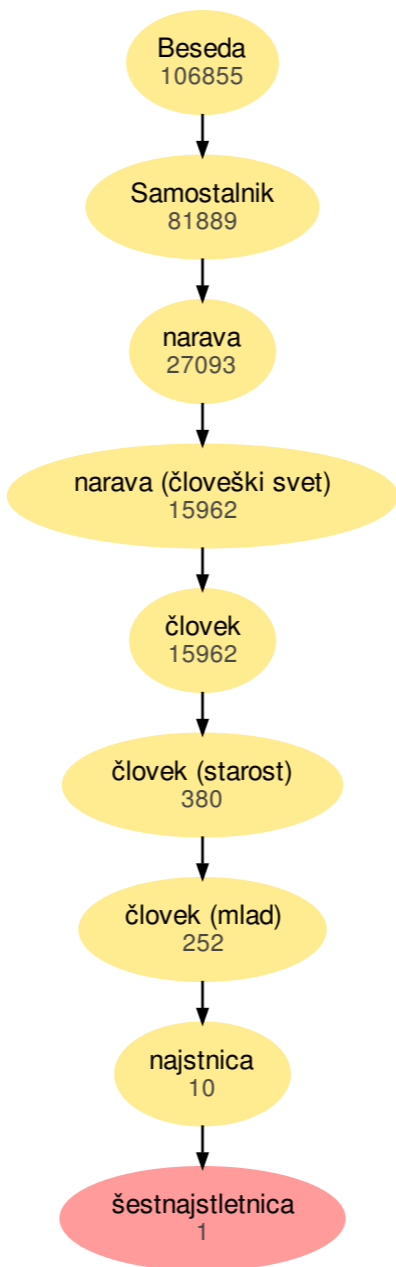 Beseda
106855
Samostalnik
81889
narava
27093
narava (človeški svet)
15962
človek
15962
človek (starost)
380
človek (mlad)
252
najstnica
10
šestnajstletnica
1